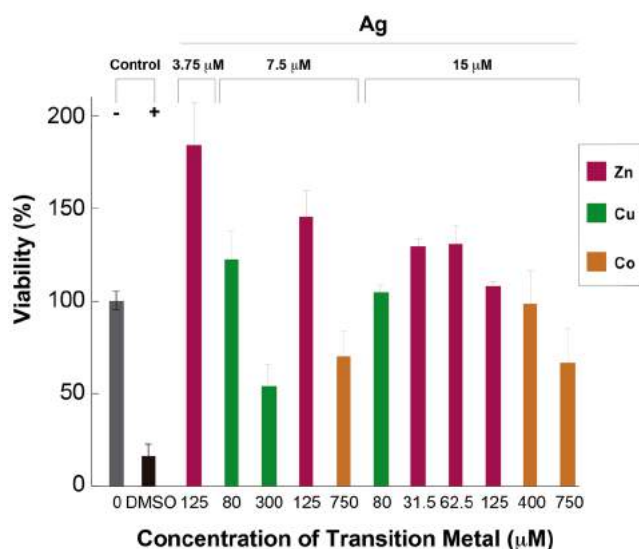 Ag
Control 3.75 μM 7.5 μM 15 μM
- +
200
150
100
50
0
Viability (%)
Zn
Cu
Co
0 DMSO 125 80 300 125 750 80 31.5 62.5 125 400 750
Concentration of Transition Metal (μM)